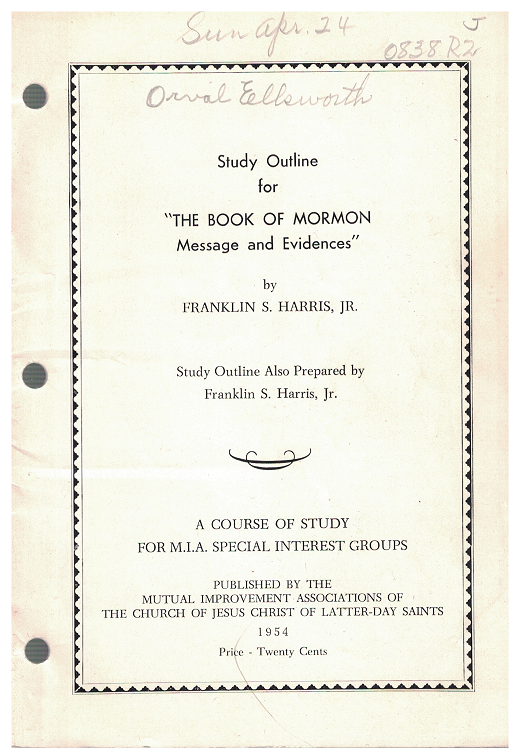 Sun Apr. 24
J
0838 R2
Orval Ellsworth
Study Outline
for
"THE BOOK OF MORMON
Message and Evidences"
by
FRANKLIN S. HARRIS, JR.
Study Outline Also Prepared by
Franklin S. Harris, Jr.
A COURSE OF STUDY
FOR M.I.A. SPECIAL INTEREST GROUPS
PUBLISHED BY THE
MUTUAL IMPROVEMENT ASSOCIATIONS OF
THE CHURCH OF JESUS CHRIST OF LATTER-DAY SAINTS
1954
Price - Twenty Cents